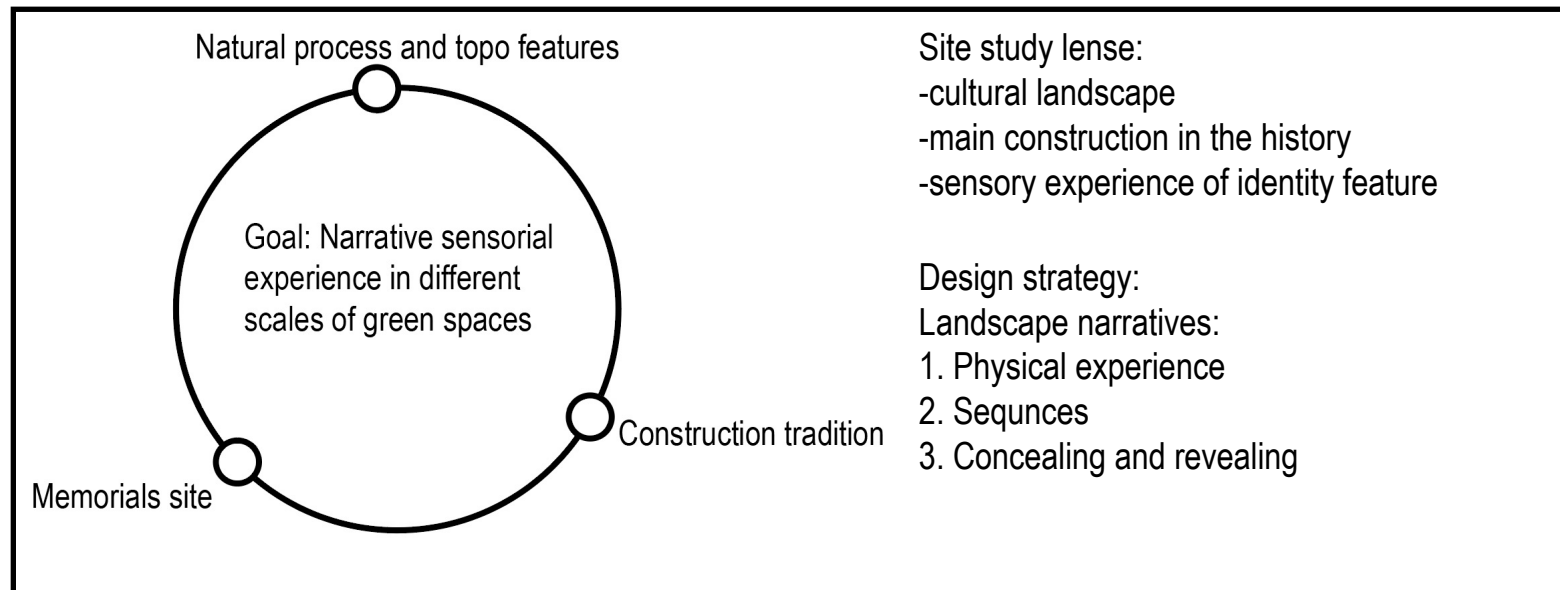 Natural process and topo features
Goal: Narrative sensorial
experience in different
scales of green spaces
Construction tradition
Memorials site
Site study lense:
-cultural landscape
-main construction in the history
-sensory experience of identity feature
Design strategy:
Landscape narratives:
1. Physical experience
2. Sequnces
3. Concealing and revealing